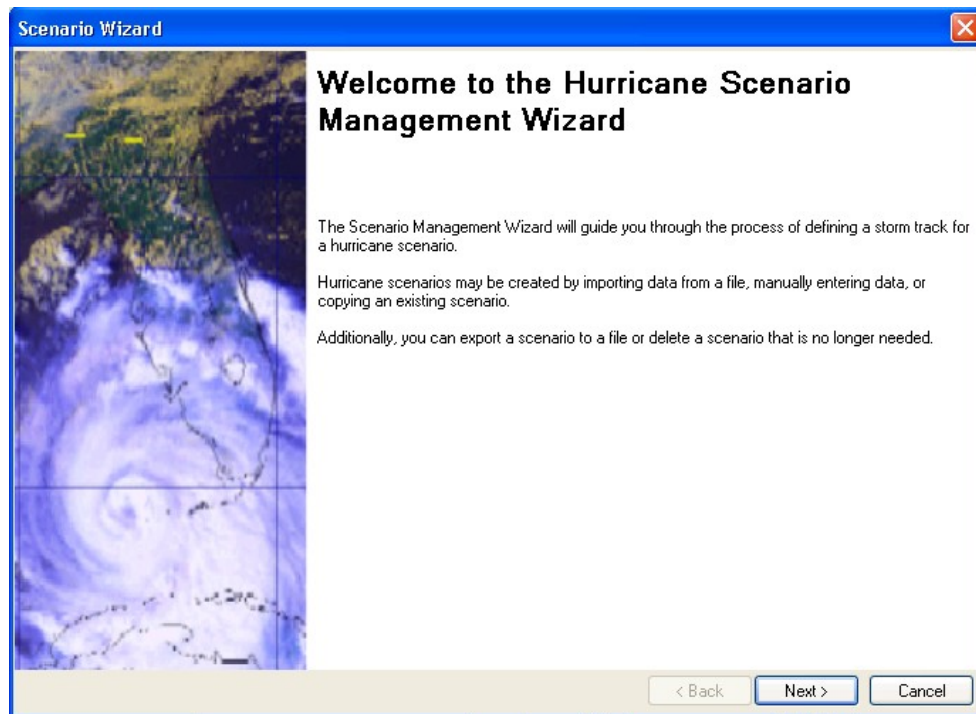 Scenario Wizard
Welcome to the Hurricane Scenario
Management Wizard
The Scenario Management Wizard will guide you through the process of defining a storm track for
a hurricane scenario.
Hurricane scenarios may be created by importing data from a file, manually entering data, or
copying an existing scenario.
Additionally, you can export a scenario to a file or delete a scenario that is no longer needed.
< Back
Next >
Cancel